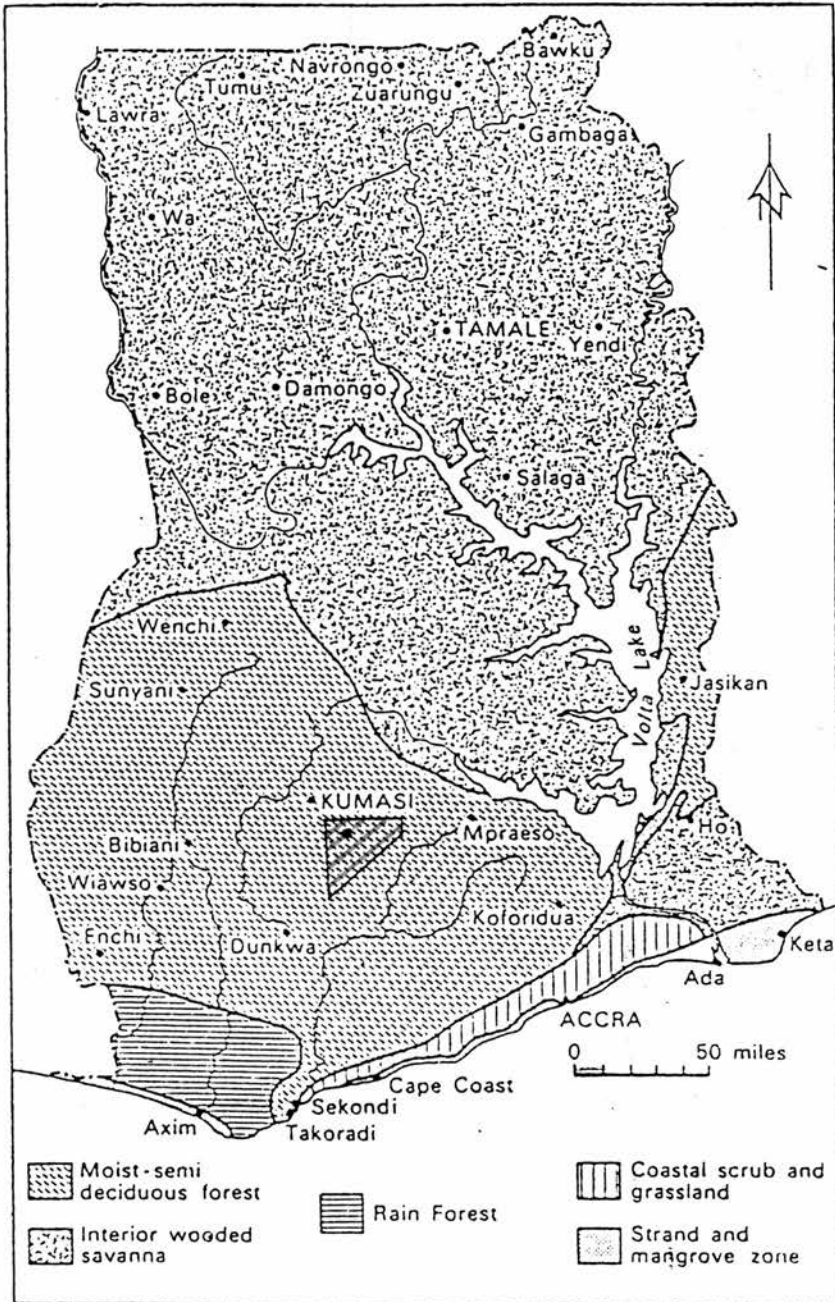 Bawku
Navrongo
Tumu
Zuarungu
Lawra
Gambaga
Wa
TAMALE
Yendi
Bole
Damongo
Salaga
Wenchi
Volta Lake
Jasikan
Sunyani
KUMASI
Mpraeso
Ho
Bibiani
Wiawso
Koforidua
Enchi
Dunkwa
Keta
Ada
ACCRA
0 50 miles
Cape Coast
Sekondi
Axim
Takoradi
Moist-semi
deciduous forest
Interior wooded
savanna
Rain Forest
Coastal scrub and
grassland
Strand and
mangrove zone